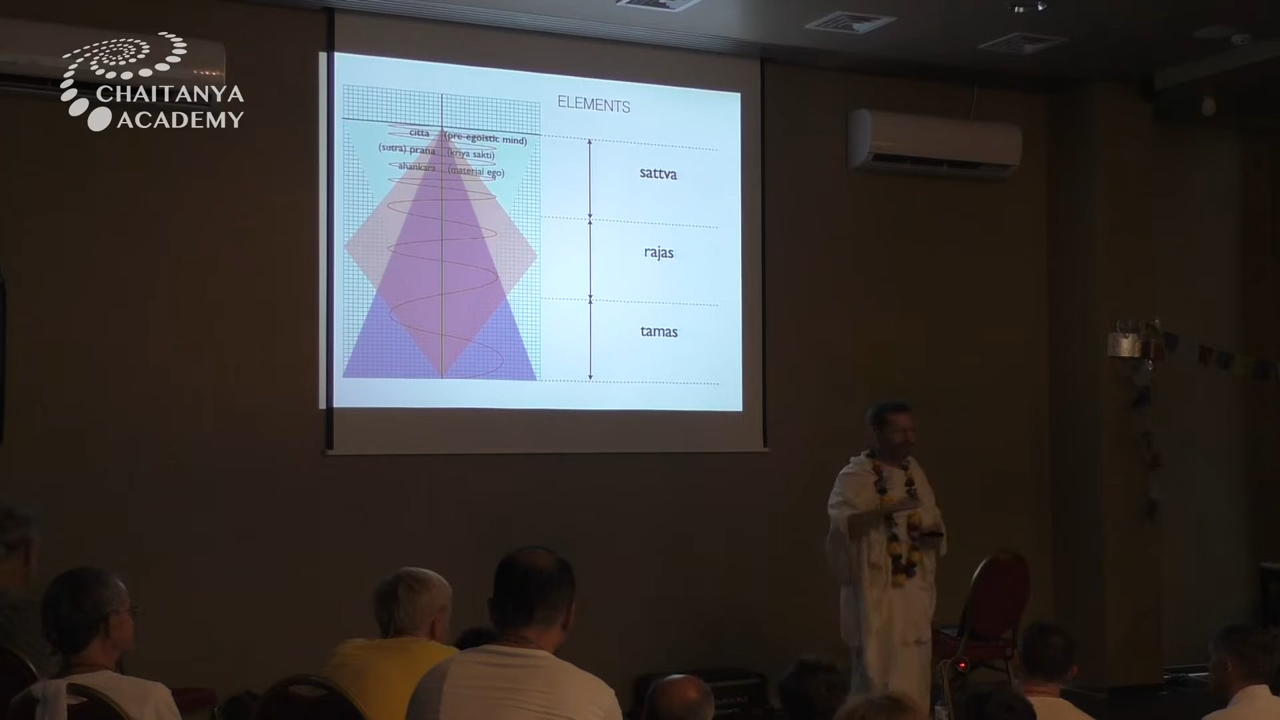 CHAITANYA
ACADEMY
ELEMENTS
citta (pre-egoistic mind)
(sutra) prana (kriya sakti)
ahankara (material ego)
sattva
rajas
tamas